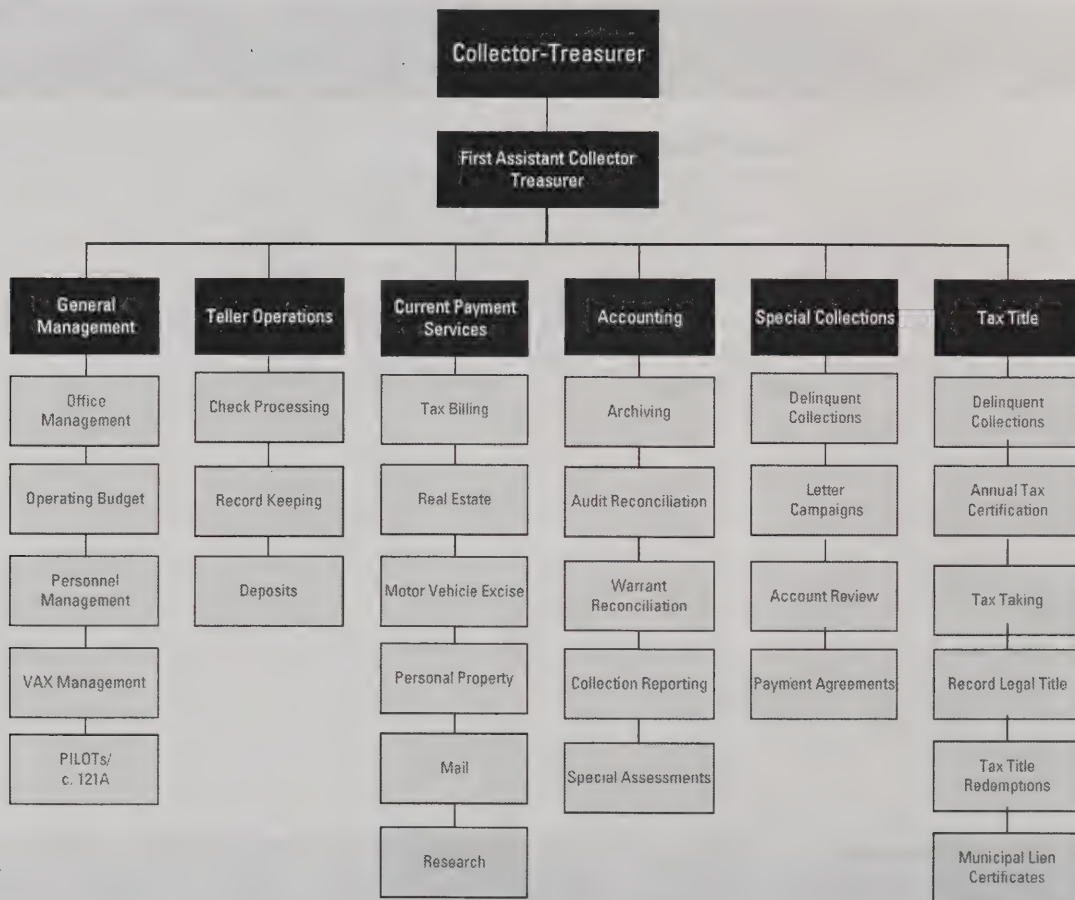 Collector-Treasurer
First Assistant Collector
Treasurer
General
Management
Office
Management
Operating Budget
Personnel
Management
VAX Management
PILOTs/
c. 121A
Teller Operations
Check Processing
Record Keeping
Deposits
Current Payment
Services
Tax Billing
Real Estate
Motor Vehicle Excise
Personal Property
Mail
Research
Accounting
Archiving
Audit Reconciliation
Warrant
Reconciliation
Collection Reporting
Special Assessments
Special Collections
Delinquent
Collections
Letter
Campaigns
Account Review
Payment Agreements
Tax Title
Delinquent
Collections
Annual Tax
Certification
Tax Taking
Record Legal Title
Tax Title
Redemptions
Municipal Lien
Certificates